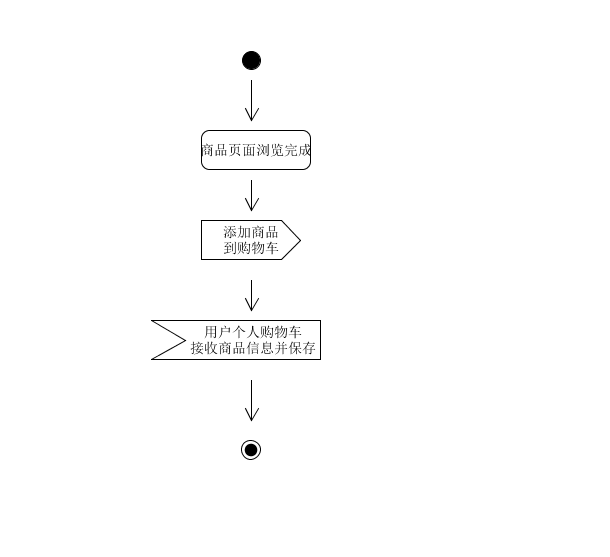 商品页面浏览完成
添加商品
到购物车
用户个人购物车
接收商品信息并保存